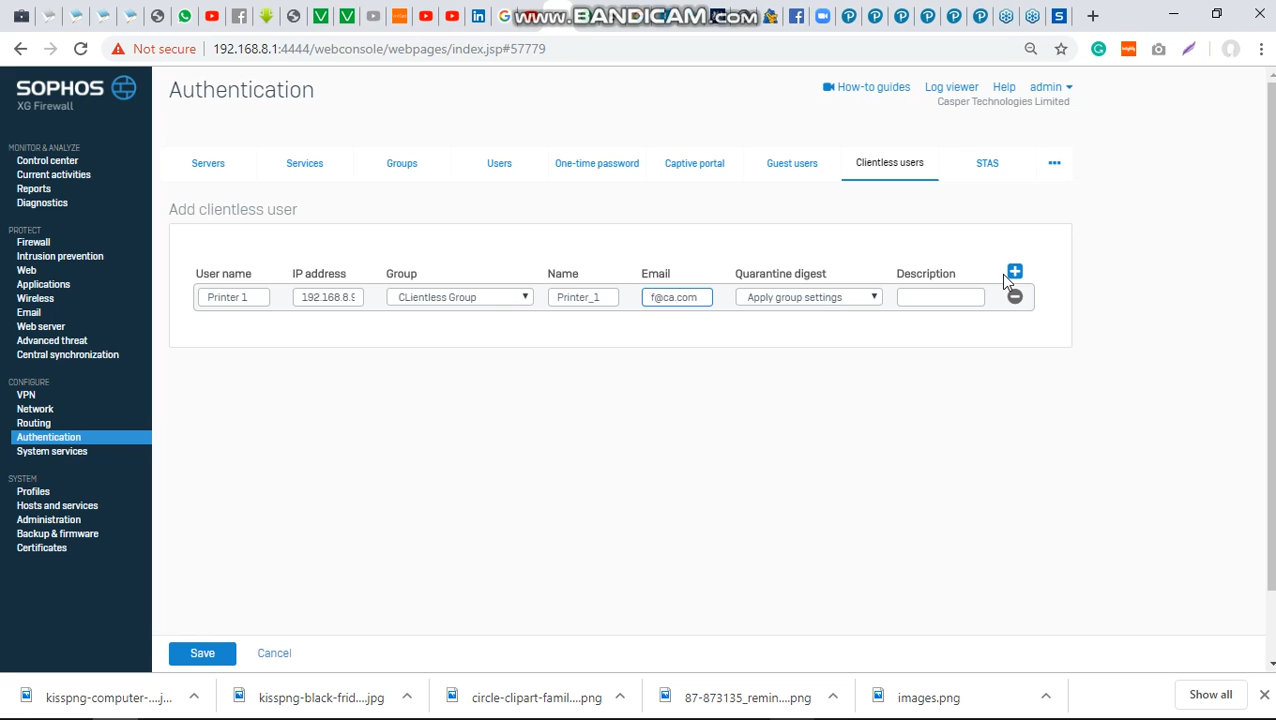 www.BANDICAM.com
Not secure 192.168.8.1:4444/webconsole/webpages/index.jsp#57779
SOPHOS
XG Firewall
MONITOR & ANALYZE
Control center
Current activities
Reports
Diagnostics
PROTECT
Firewall
Intrusion prevention
Web
Applications
Wireless
Email
Web server
Advanced threat
Central synchronization
CONFIGURE
VPN
Network
Routing
Authentication
System services
SYSTEM
Profiles
Hosts and services
Administration
Backup & firmware
Certificates
Authentication
How-to guides Log viewer Help admin
Casper Technologies Limited
Servers Services Groups Users One-time password Captive portal Guest users Clientless users STAS
Add clientless user
User name IP address Group Name Email Quarantine digest Description
Printer 1 192.168.8.9 CLientless Group Printer_1 f@ca.com Apply group settings
Save Cancel
kisspng-computer-....j... kisspng-black-frid....jpg circle-clipart-famil....png 87-873135_remin....png images.png Show all